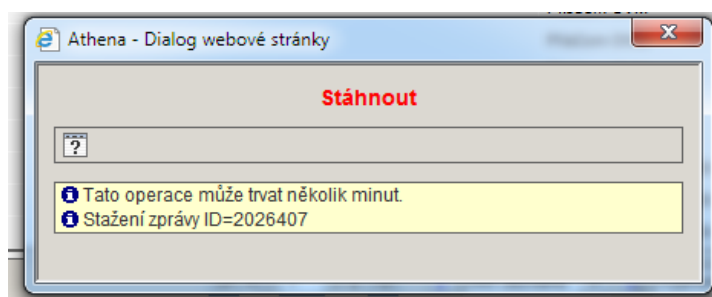 Athena - Dialog webové stránky
Stáhnout
Tato operace může trvat několik minut.
Stažení zprávy ID=2026407